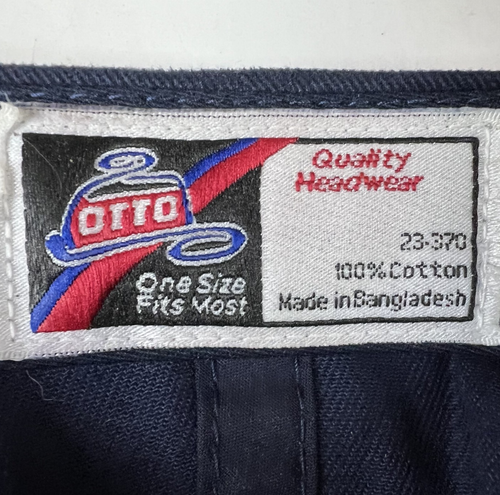 OTTO
One Size
Fits Most
Quality
Headwear
23-370
100% Cotton
Made in Bangladesh